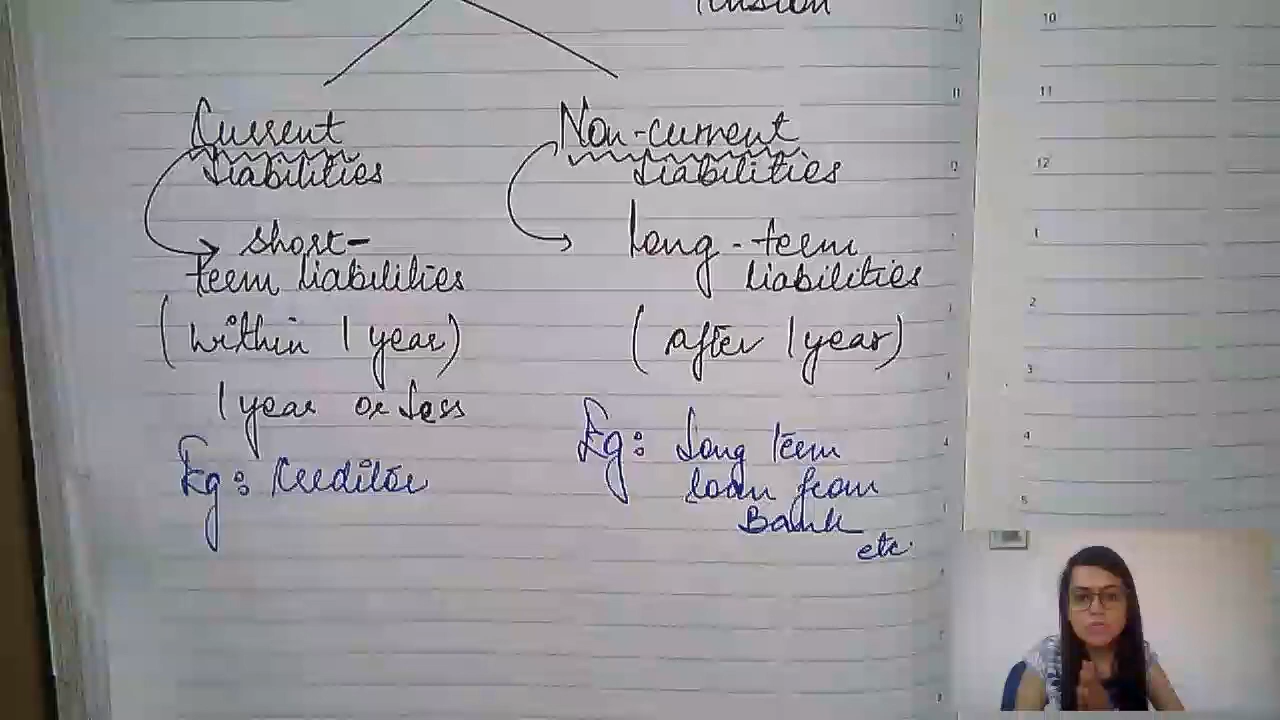 Tension
Current
liabilities
short-
term liabilities
(within 1 year)
1 year or less
Eg: Creditor
Non-current
liabilities
long-term
liabilities
(after 1 year)
Eg: Long term
loan from
Bank
etc.
10
11
12
1
2
3
4
5